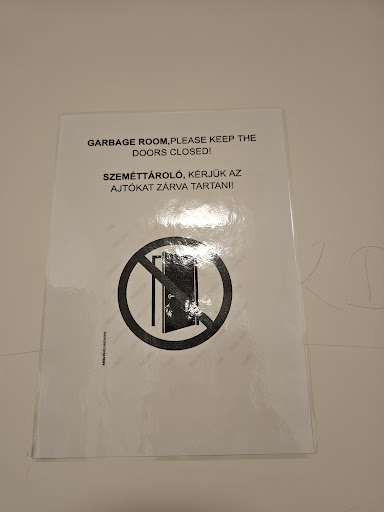 GARBAGE ROOM,PLEASE KEEP THE
DOORS CLOSED!
SZEMÉTTÁROLÓ, KÉRJÜK AZ
AJTÓKAT ZÁRVA TARTANI!